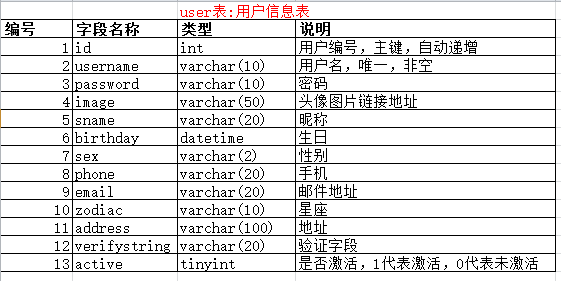 user表:用户信息表
编号 字段名称 类型 说明
1 id int 用户编号，主键，自动递增
2 username varchar(10) 用户名，唯一，非空
3 password varchar(10) 密码
4 image varchar(50) 头像图片链接地址
5 sname varchar(20) 昵称
6 birthday datetime 生日
7 sex varchar(2) 性别
8 phone varchar(20) 手机
9 email varchar(20) 邮件地址
10 zodiac varchar(10) 星座
11 address varchar(100) 地址
12 verifystring varchar(20) 验证字段
13 active tinyint 是否激活，1代表激活，0代表未激活